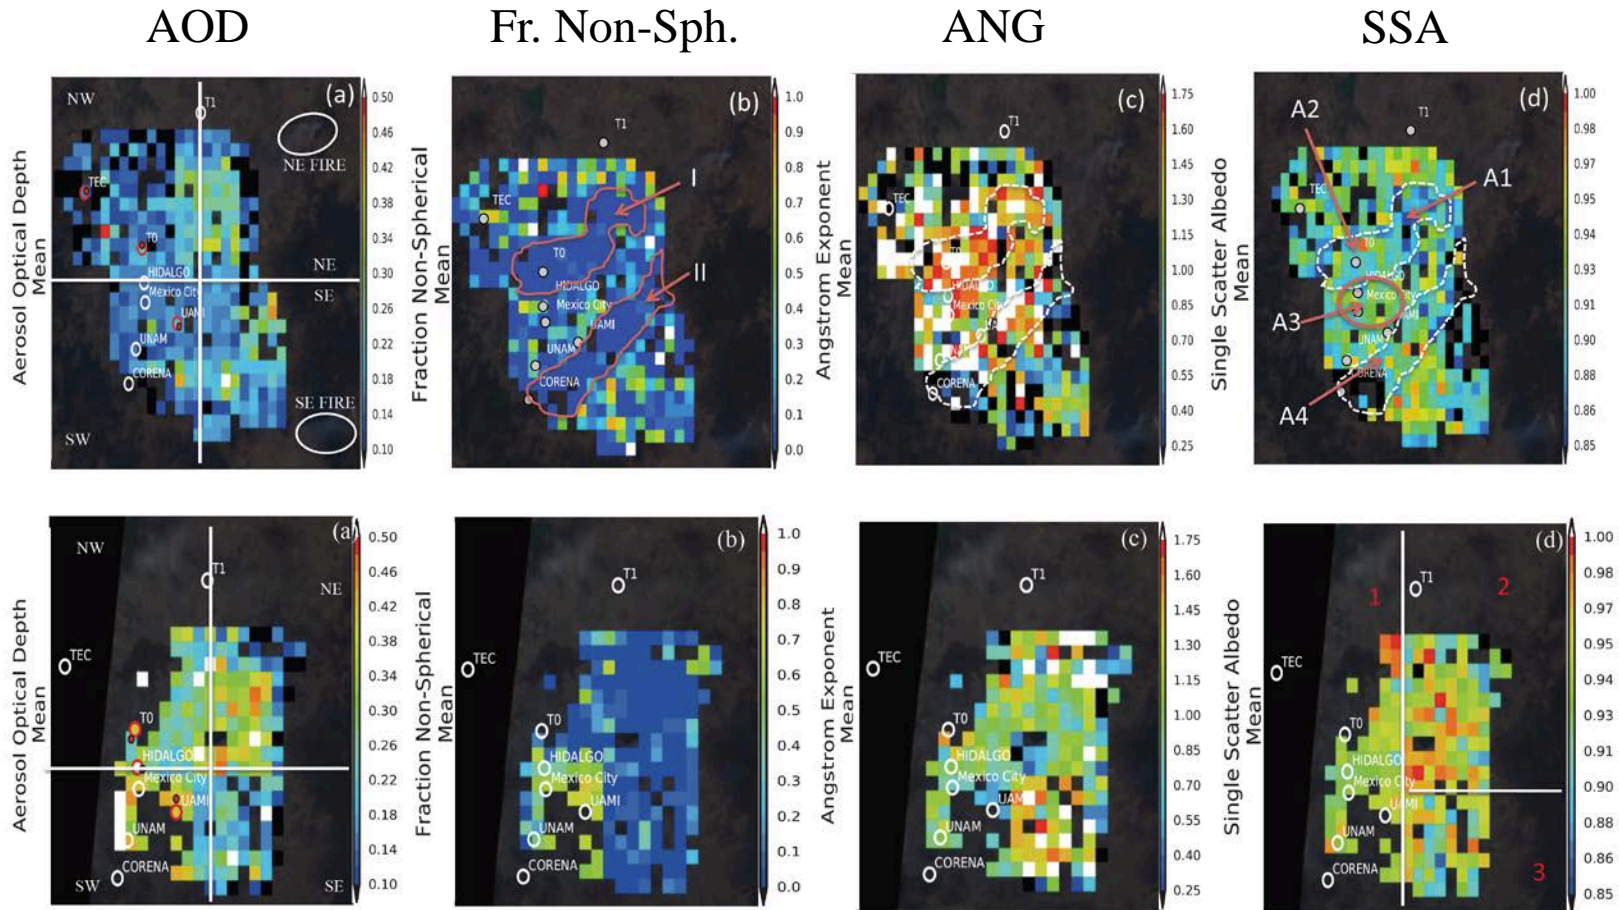 AOD
Fr. Non-Sph.
ANG
SSA
Aerosol Optical Depth
Mean
NW
(a)
T1
NE FIRE
TEC
T0
HIDALGO
NE
Mexico City
SE
UAMI
UNAM
CORENA
SE FIRE
SW
0.50
0.46
0.42
0.38
0.34
0.30
0.26
0.22
0.18
0.14
0.10
Fraction Non-Spherical
Mean
(b)
T1
I
TEC
T0
II
HIDALGO
Mexico City
UAMI
UNAM
CORENA
1.0
0.9
0.8
0.7
0.6
0.5
0.4
0.3
0.2
0.1
0.0
Angstrom Exponent
Mean
(c)
T1
TEC
T0
HIDALGO
Mexico City
CORENA
1.75
1.60
1.45
1.30
1.15
1.00
0.85
0.70
0.55
0.40
0.25
Single Scatter Albedo
Mean
(d)
A2
T1
A1
TEC
T0
HIDALGO
Mexico City
A3
UAMI
UNAM
CORENA
A4
1.00
0.98
0.97
0.95
0.94
0.93
0.91
0.90
0.88
0.86
0.85
Aerosol Optical Depth
Mean
(a)
NW
T1
NE
TEC
T0
HIDALGO
Mexico City
UAMI
UNAM
CORENA
SW
SE
0.50
0.46
0.42
0.38
0.34
0.30
0.26
0.22
0.18
0.14
0.10
Fraction Non-Spherical
Mean
(b)
T1
TEC
T0
HIDALGO
Mexico City
UAMI
UNAM
CORENA
1.0
0.9
0.8
0.7
0.6
0.5
0.4
0.3
0.2
0.1
0.0
Angstrom Exponent
Mean
(c)
T1
TEC
T0
HIDALGO
Mexico City
UAMI
UNAM
CORENA
1.75
1.60
1.45
1.30
1.15
1.00
0.85
0.70
0.55
0.40
0.25
Single Scatter Albedo
Mean
(d)
1
T1
2
TEC
T0
HIDALGO
Mexico City
UAMI
UNAM
CORENA
3
1.00
0.98
0.97
0.95
0.94
0.93
0.91
0.90
0.88
0.86
0.85